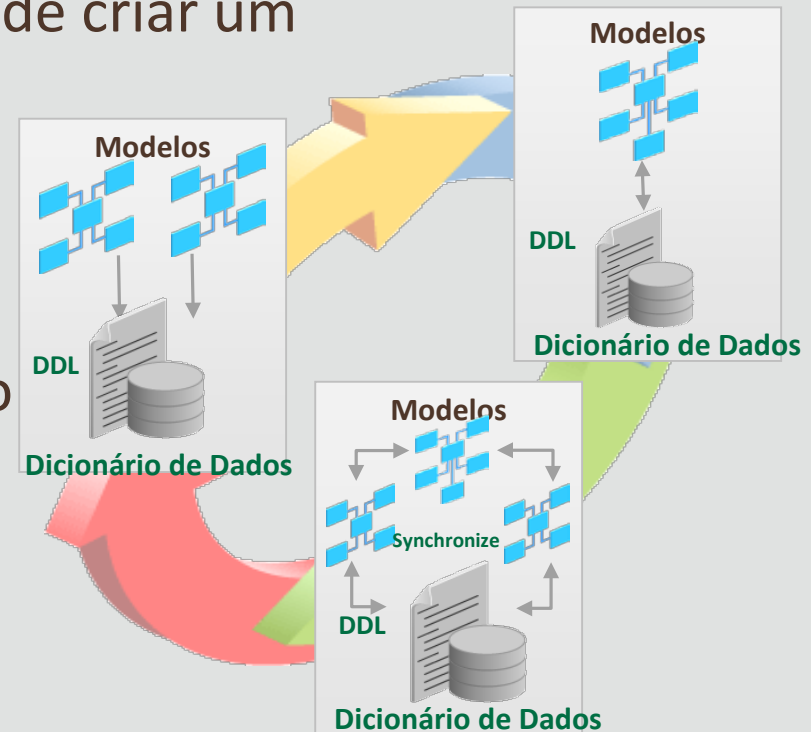 de criar um
Modelos
DDL
Dicionário de Dados
Modelos
DDL
Dicionário de Dados
o
Modelos
Synchronize
DDL
Dicionário de Dados